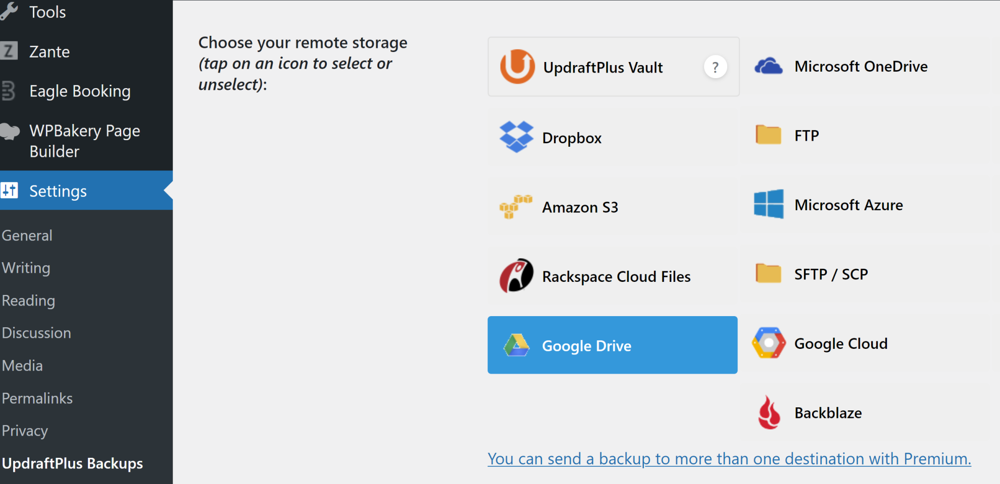 Tools
Z
Zante
Eagle Booking
WPBakery Page
Builder
Settings
General
Writing
Reading
Discussion
Media
Permalinks
Privacy
UpdraftPlus Backups
Choose your remote storage
(tap on an icon to select or
unselect):
UpdraftPlus Vault
?
Microsoft OneDrive
Dropbox
FTP
Amazon S3
Microsoft Azure
Rackspace Cloud Files
SFTP / SCP
Google Drive
Google Cloud
Backblaze
You can send a backup to more than one destination with Premium.